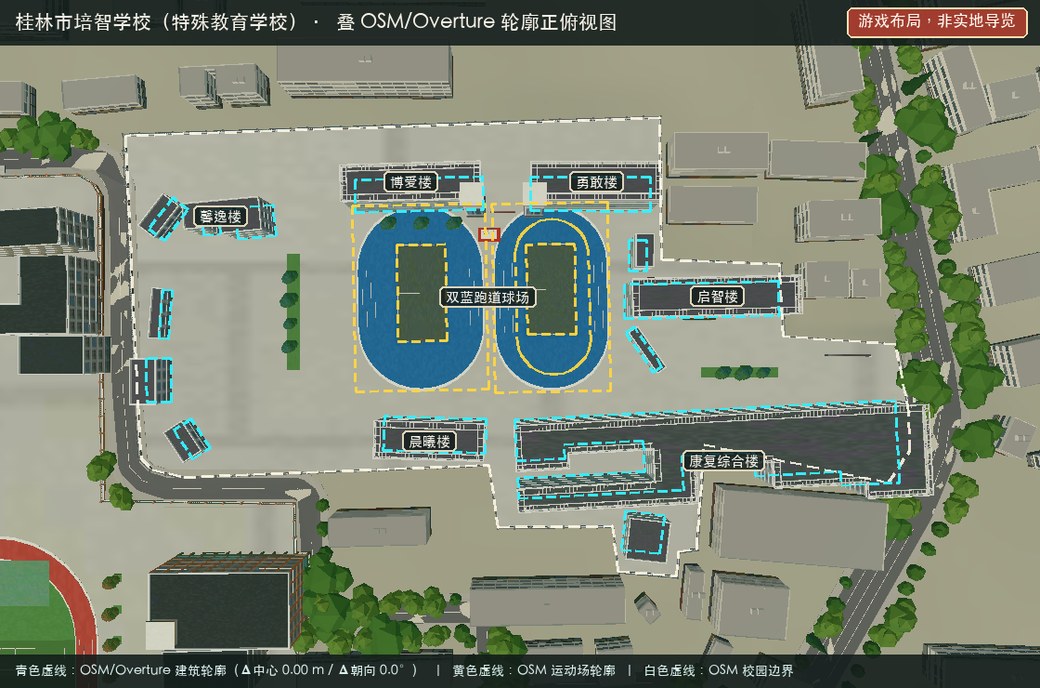 桂林市培智学校（特殊教育学校） · 叠 OSM/Overture 轮廓正俯视图
游戏布局，非实地导览
博爱楼
勇敢楼
馨逸楼
双蓝跑道球场
启智楼
晨曦楼
康复综合楼
青色虚线：OSM/Overture 建筑轮廓（Δ中心 0.00 m / Δ朝向 0.0°） | 黄色虚线：OSM 运动场轮廓 | 白色虚线：OSM 校园边界